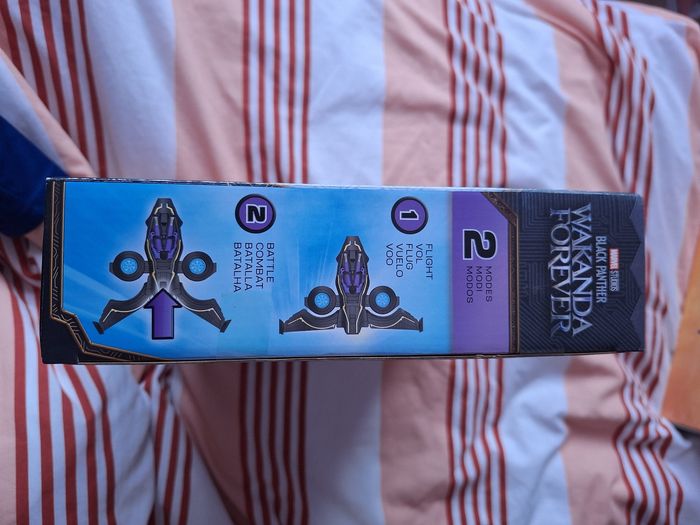 MARVEL STUDIOS
BLACK PANTHER
WAKANDA
FOREVER
2
MODES
MODI
MODOS
1
FLIGHT
VOL
FLUG
VUELO
VOO
2
BATTLE
COMBAT
BATALLA
BATALHA